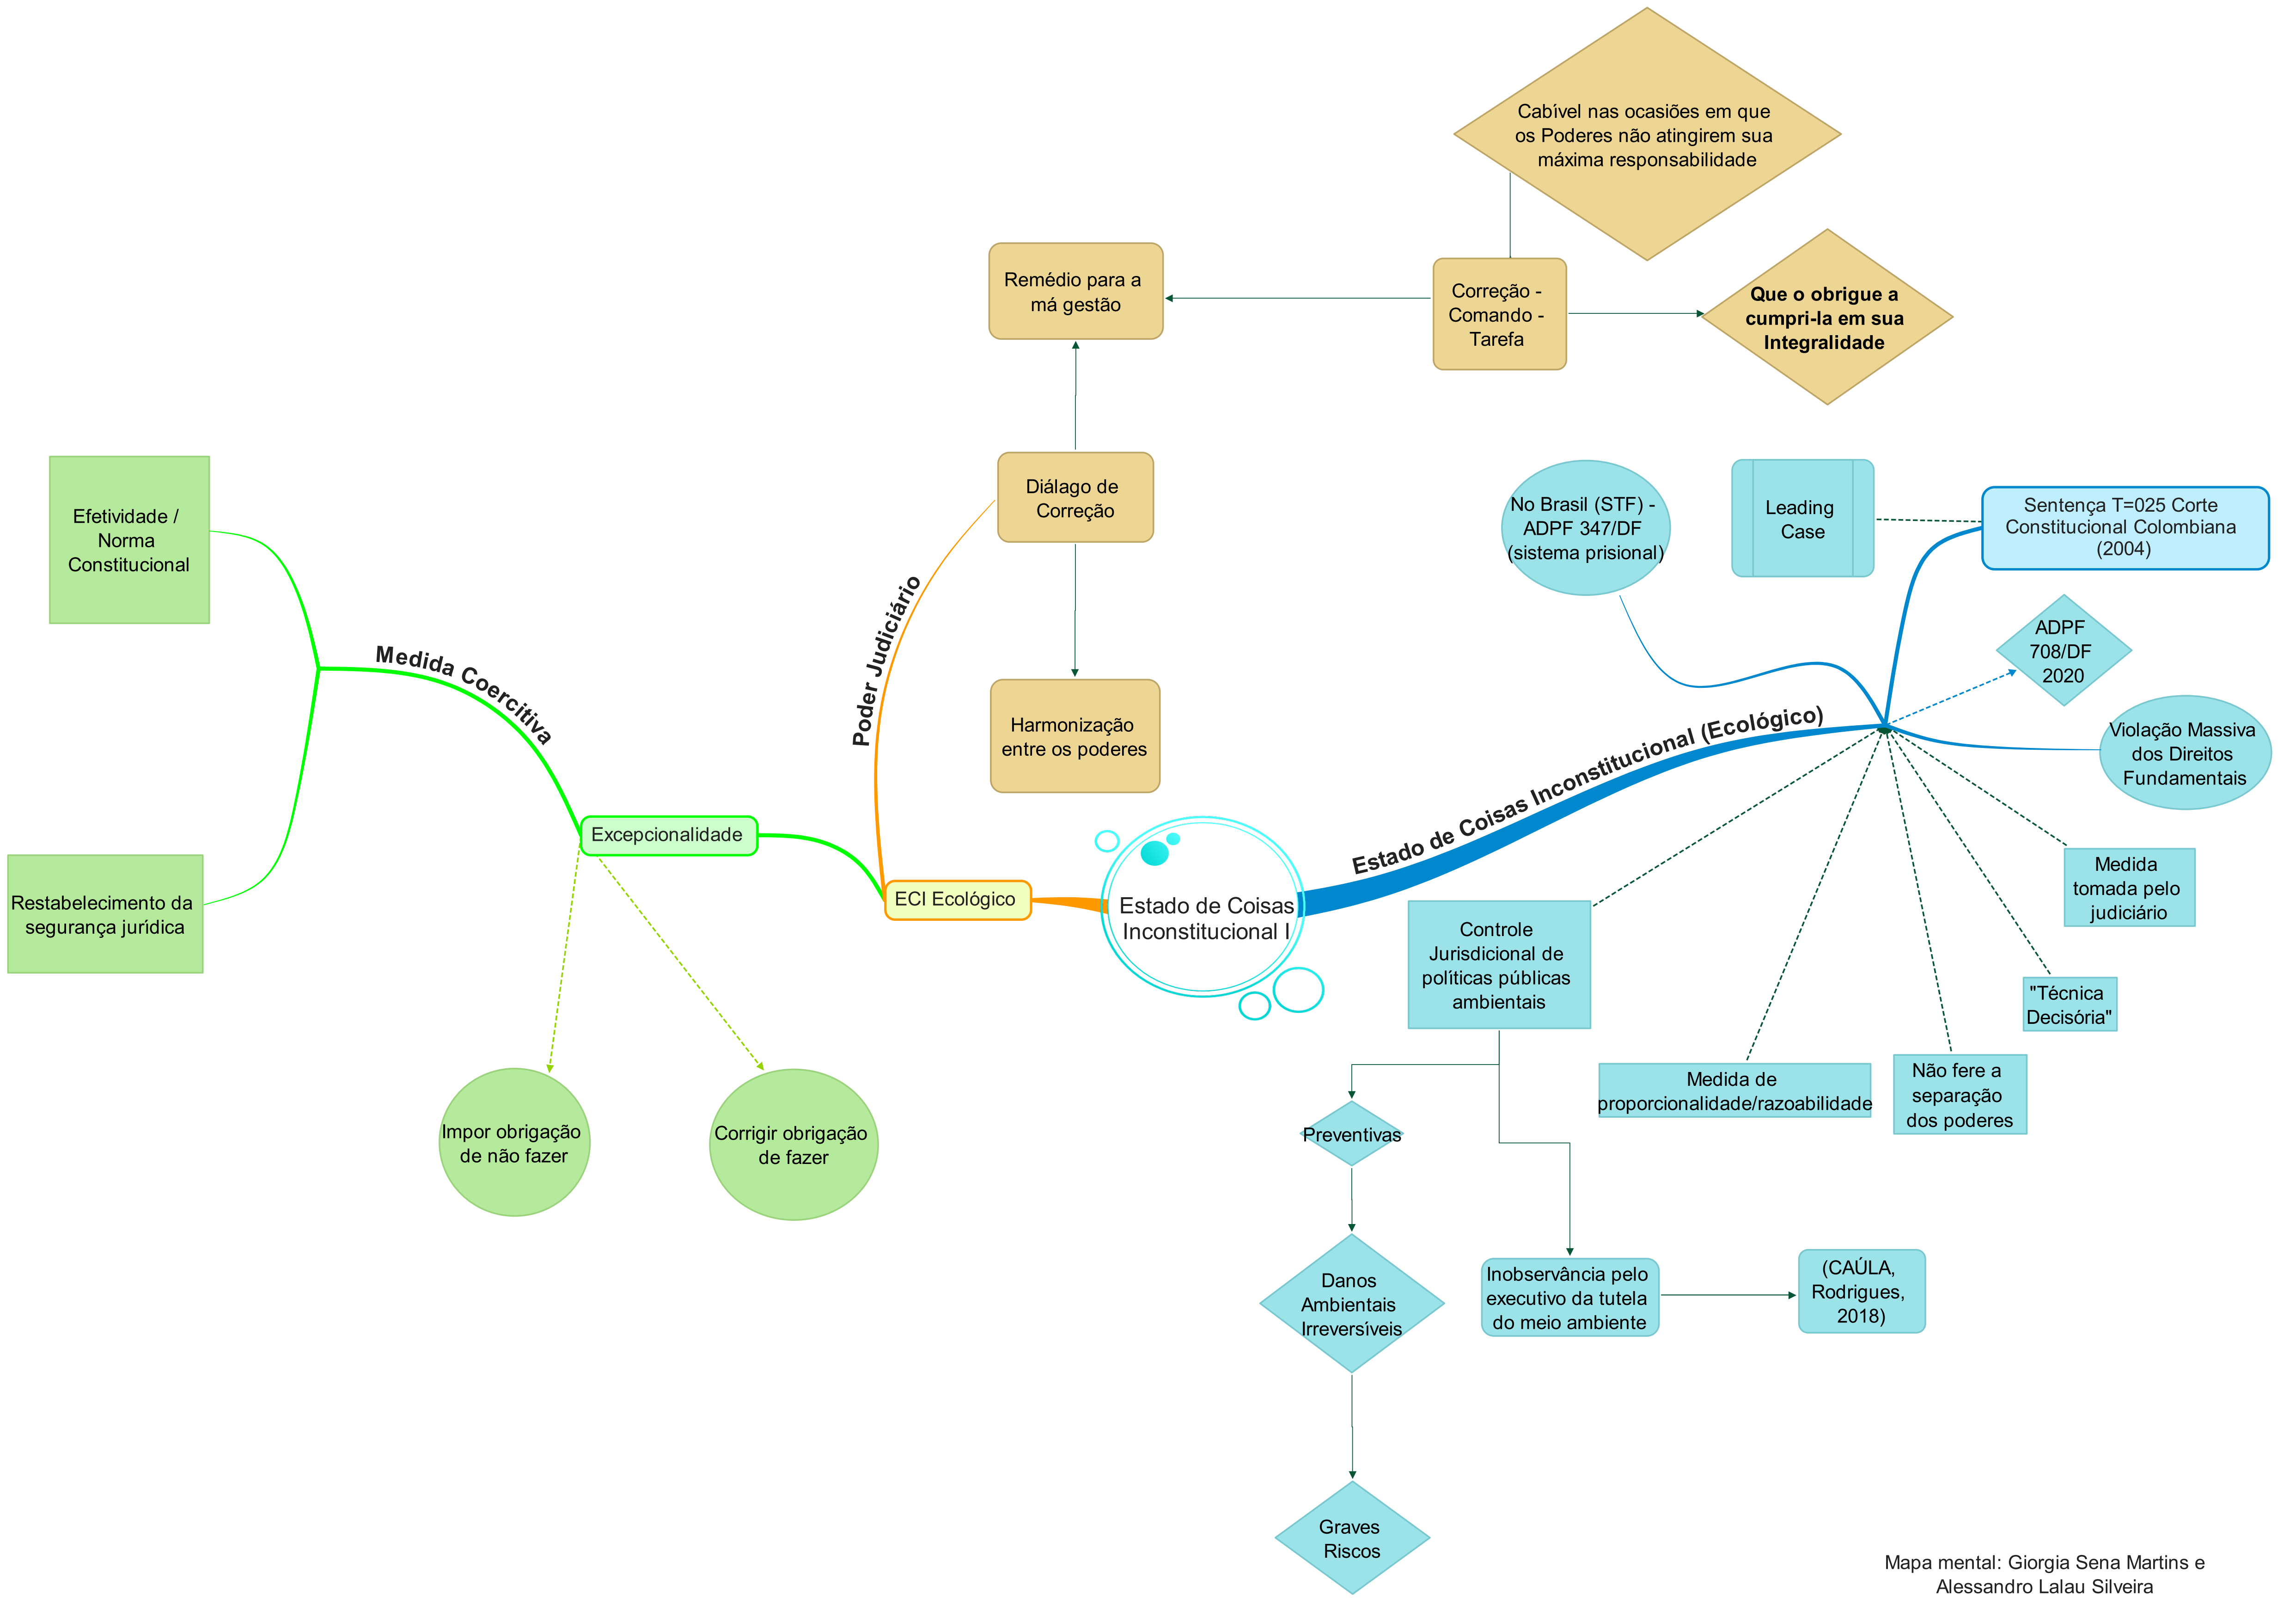 Cabível nas ocasiões em que
os Poderes não atingirem sua
máxima responsabilidade
Remédio para a
má gestão
Correção -
Comando -
Tarefa
Que o obrigue a
cumpri-la em sua
Integralidade
Diálago de
Correção
Harmonização
entre os poderes
Poder Judiciário
Efetividade /
Norma
Constitucional
Restabelecimento da
segurança jurídica
Medida Coercitiva
Excepcionalidade
Impor obrigação
de não fazer
Corrigir obrigação
de fazer
ECI Ecológico
Estado de Coisas
Inconstitucional I
Estado de Coisas Inconstitucional (Ecológico)
No Brasil (STF) -
ADPF 347/DF
(sistema prisional)
Leading
Case
Sentença T=025 Corte
Constitucional Colombiana
(2004)
ADPF
708/DF
2020
Violação Massiva
dos Direitos
Fundamentais
Medida
tomada pelo
judiciário
"Técnica
Decisória"
Não fere a
separação
dos poderes
Medida de
proporcionalidade/razoabilidade
Controle
Jurisdicional de
políticas públicas
ambientais
Preventivas
Danos
Ambientais
Irreversíveis
Graves
Riscos
Inobservância pelo
executivo da tutela
do meio ambiente
(CAÚLA,
Rodrigues,
2018)
Mapa mental: Giorgia Sena Martins e
Alessandro Lalau Silveira